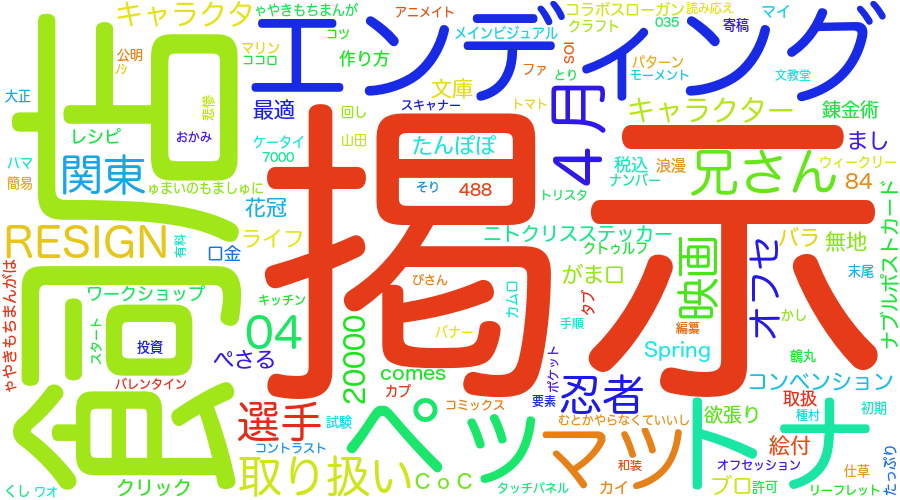 キャラクタ
ゃやきもちまんが
アニメイト
コラボスローガン
読み応え
マイ
クラフト
035
寄稿
コツ
メインビジュアル
エンディング
公明
マリン
ココロ
作り方
ファ
SOI
とり
パターン
モーメント
文教堂
大正
悲惨
最適
文庫
スキャナー
トマト
4月
キャラクター
錬金術
レシピ
おかみ
ケータイ
7000
回し
山田
たんぽぽ
まし
ハマ
簡易
関東
ゅまいのもましゅに
そり
488
トリスタ
税込
ナンバー
浪漫
兄さん
ウィークリー
84
花冠
掲示
RESIGN
有料
口金
ライフ
ニトクリスステッカー
クトゥルフ
映画
オフセ
バラ
無地
ナブルポストカード
がま口
末尾
ゃやきもちまんがは
ワークショップ
キッチン
ぴさん
カムロ
タブ
かし
スタート
投資
04
20000
バナー
手順
編纂
鶴丸
ぺさる
comes
Spring
バレンタイン
カプ
ポケット
要素
忍者
コンベンション
選手
試験
コミックス
欲張り
取扱
種村
初期
コントラスト
ペッ
むとかやらなくていいし
マッ
トナ
絵付
取り扱い
CoC
和装
オフセッション
仕草
たっぷり
くし
ワオ
クリック
タッチパネル
カイ
ブロ
許可
リーフレット